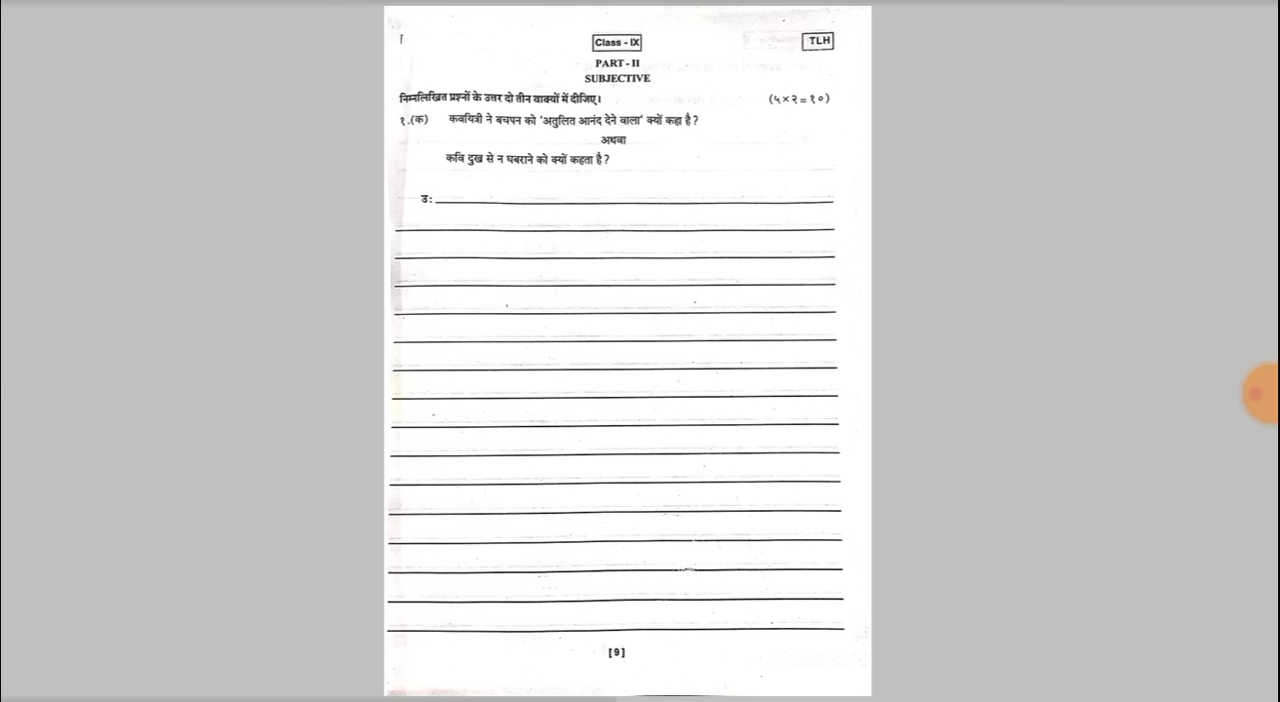 Class - IX
TLH
PART - II
SUBJECTIVE
निम्नलिखित प्रश्नों के उत्तर दो तीन वाक्यों में दीजिए। (५×२=१०)
१.(क) कवयित्री ने बचपन को 'अतुलित आनंद देने वाला' क्यों कहा है?
अथवा
कवि दुख से न घबराने को क्यों कहता है?
उ:
[9]